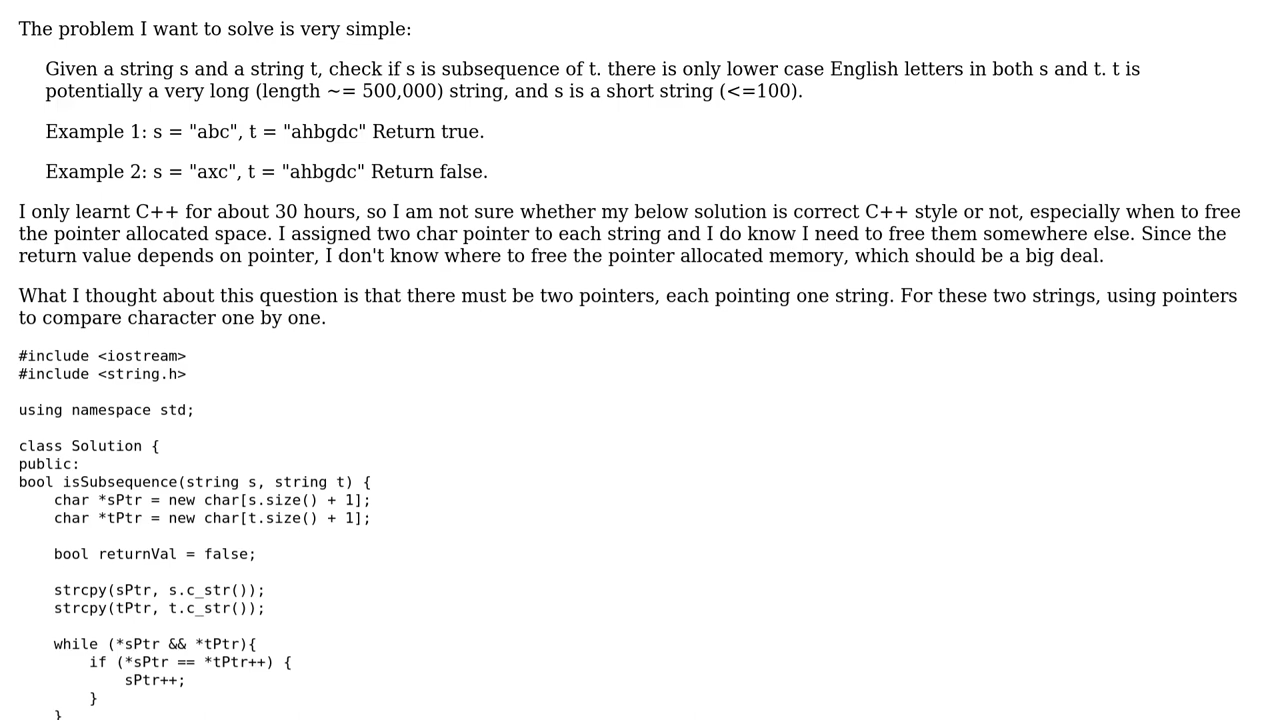 The problem I want to solve is very simple:
Given a string s and a string t, check if s is subsequence of t. there is only lower case English letters in both s and t. t is
potentially a very long (length ~= 500,000) string, and s is a short string (<=100).
Example 1: s = "abc", t = "ahbgdc" Return true.
Example 2: s = "axc", t = "ahbgdc" Return false.
I only learnt C++ for about 30 hours, so I am not sure whether my below solution is correct C++ style or not, especially when to free
the pointer allocated space. I assigned two char pointer to each string and I do know I need to free them somewhere else. Since the
return value depends on pointer, I don't know where to free the pointer allocated memory, which should be a big deal.
What I thought about this question is that there must be two pointers, each pointing one string. For these two strings, using pointers
to compare character one by one.
#include <iostream>
#include <string.h>
using namespace std;
class Solution {
public:
bool isSubsequence(string s, string t) {
    char *sPtr = new char[s.size() + 1];
    char *tPtr = new char[t.size() + 1];
    bool returnVal = false;
    strcpy(sPtr, s.c_str());
    strcpy(tPtr, t.c_str());
    while (*sPtr && *tPtr){
        if (*sPtr == *tPtr++) {
            sPtr++;
        }
    }